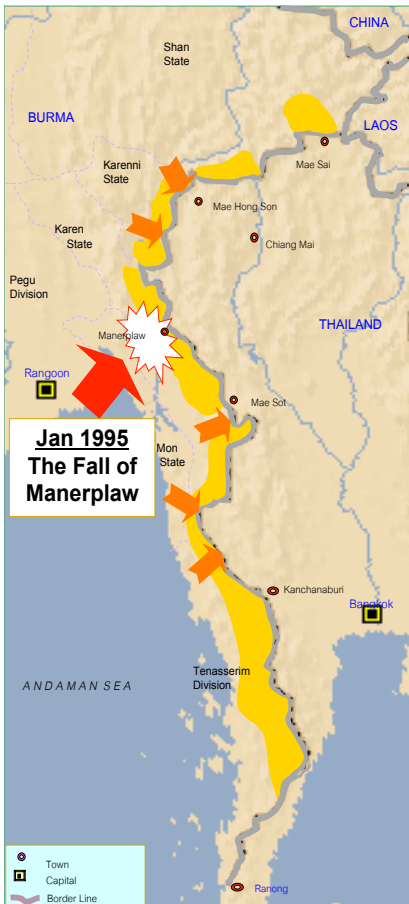 CHINA
Shan
State
BURMA
LAOS
Mae Sai
Karenni
State
Mae Hong Son
Karen
State
Chiang Mai
Pegu
Division
THAILAND
Manerplaw
Rangoon
Mae Sot
Jan 1995
The Fall of
Manerplaw
Mon
State
Kanchanaburi
Bangkok
Tenasserim
Division
ANDAMAN SEA
Town
Capital
Border Line
Ranong